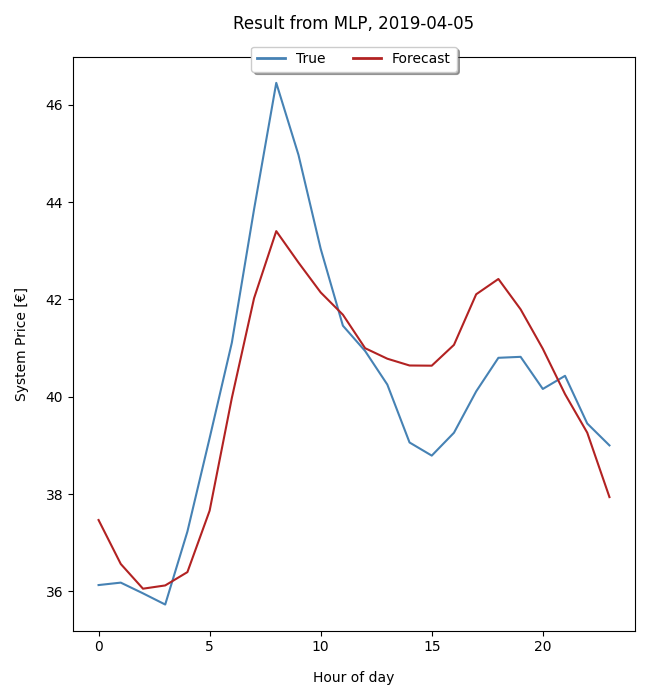 Result from MLP, 2019-04-05
True Forecast
System Price [€]
46
44
42
40
38
36
0 5 10 15 20
Hour of day